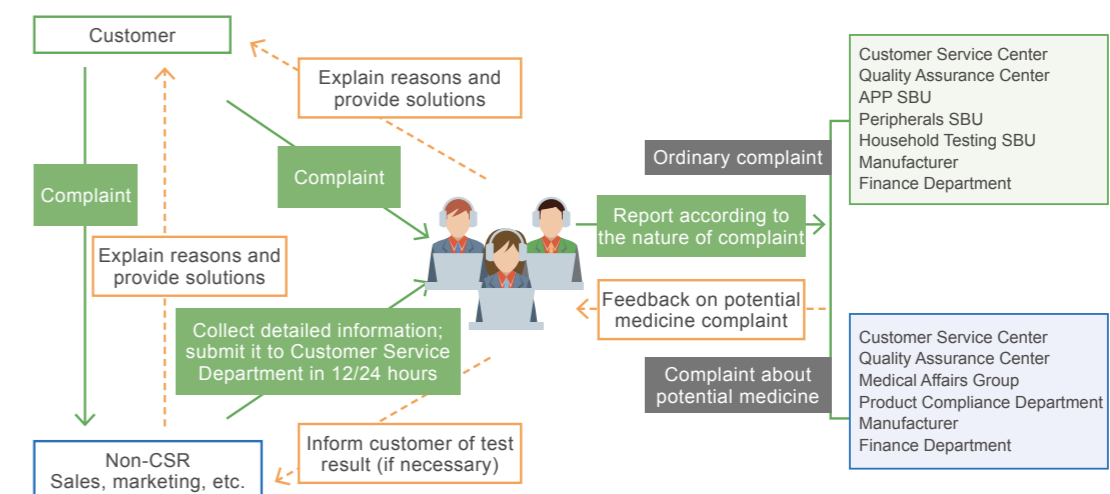 Customer
Explain reasons and
provide solutions
Complaint
Complaint
Explain reasons and
provide solutions
Collect detailed information;
submit it to Customer Service
Department in 12/24 hours
Non-CSR
Sales, marketing, etc.
Inform customer of test
result (if necessary)
Report according to
the nature of complaint
Feedback on potential
medicine complaint
Ordinary complaint
Customer Service Center
Quality Assurance Center
APP SBU
Peripherals SBU
Household Testing SBU
Manufacturer
Finance Department
Complaint about
potential medicine
Customer Service Center
Quality Assurance Center
Medical Affairs Group
Product Compliance Department
Manufacturer
Finance Department